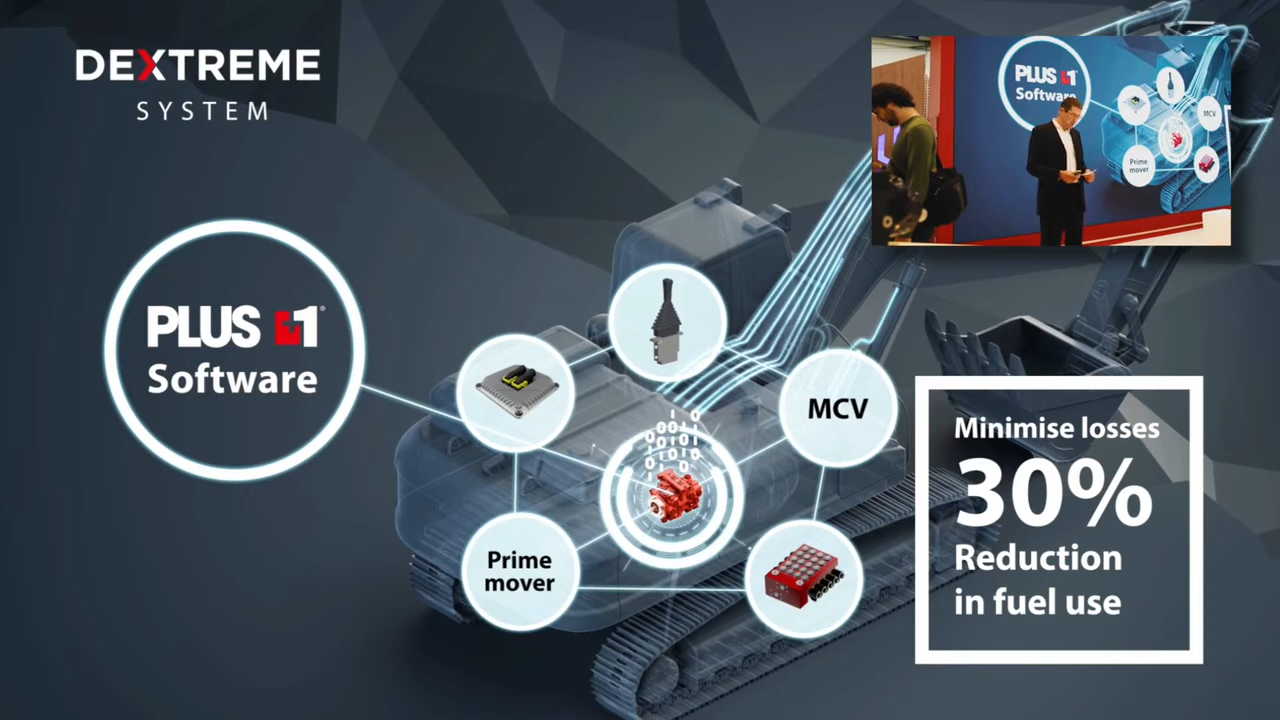 DEXTREME
SYSTEM
PLUS +1®
Software
MCV
Prime
mover
Minimise losses
30%
Reduction
in fuel use
PLUS +1
Software
MCV
Prime
mover